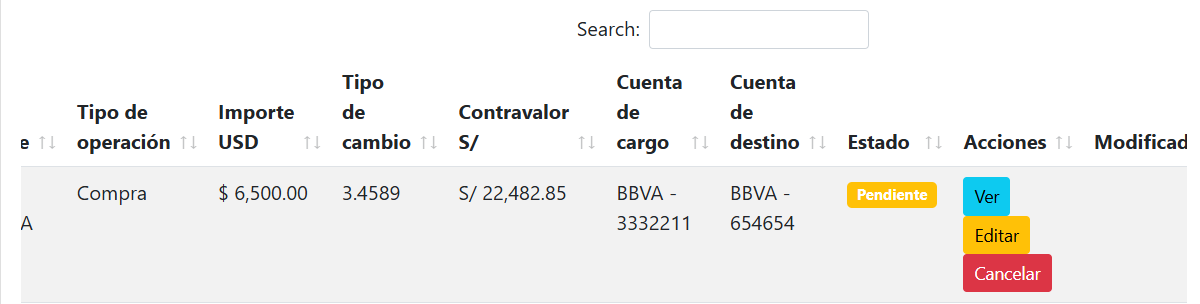 Search:
Tipo de operación
Importe USD
Tipo de cambio
Contravalor S/
Cuenta de cargo
Cuenta de destino
Estado
Acciones
Compra
$ 6,500.00
3.4589
S/ 22,482.85
BBVA -
3332211
BBVA -
654654
Pendiente
Ver
Editar
Cancelar